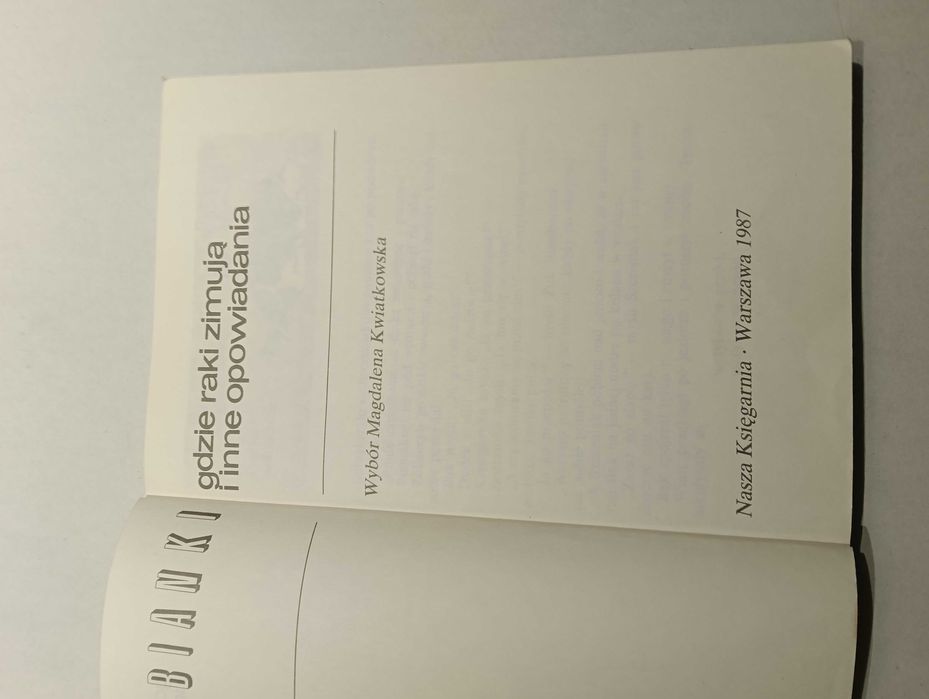 BIANKI
gdzie raki zimują
i inne opowiadania
Wybór Magdalena Kwiatkowska
Nasza Księgarnia · Warszawa 1987